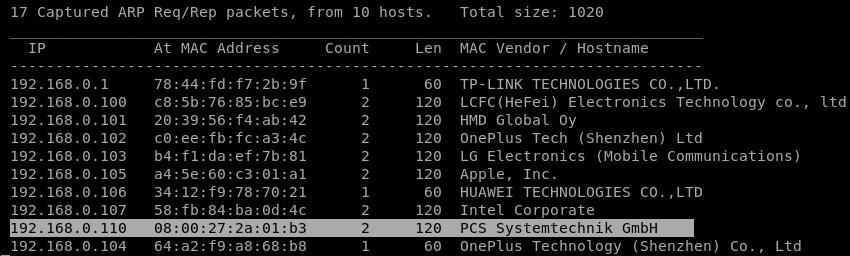 17 Captured ARP Req/Rep packets, from 10 hosts.   Total size: 1020
_____________________________________________________________________________
  IP            At MAC Address     Count     Len  MAC Vendor / Hostname
-----------------------------------------------------------------------------
192.168.0.1     78:44:fd:f7:2b:9f      1      60  TP-LINK TECHNOLOGIES CO.,LTD.
192.168.0.100   c8:5b:76:85:bc:e9      2     120  LCFC(HeFei) Electronics Technology co., ltd
192.168.0.101   20:39:56:f4:ab:42      2     120  HMD Global Oy
192.168.0.102   c0:ee:fb:fc:a3:4c      2     120  OnePlus Tech (Shenzhen) Ltd
192.168.0.103   b4:f1:da:ef:7b:81      2     120  LG Electronics (Mobile Communications)
192.168.0.105   a4:5e:60:c3:01:a1      2     120  Apple, Inc.
192.168.0.106   34:12:f9:78:70:21      1      60  HUAWEI TECHNOLOGIES CO.,LTD
192.168.0.107   58:fb:84:ba:0d:4c      2     120  Intel Corporate
192.168.0.110   08:00:27:2a:01:b3      2     120  PCS Systemtechnik GmbH
192.168.0.104   64:a2:f9:a8:68:b8      1      60  OnePlus Technology (Shenzhen) Co., Ltd